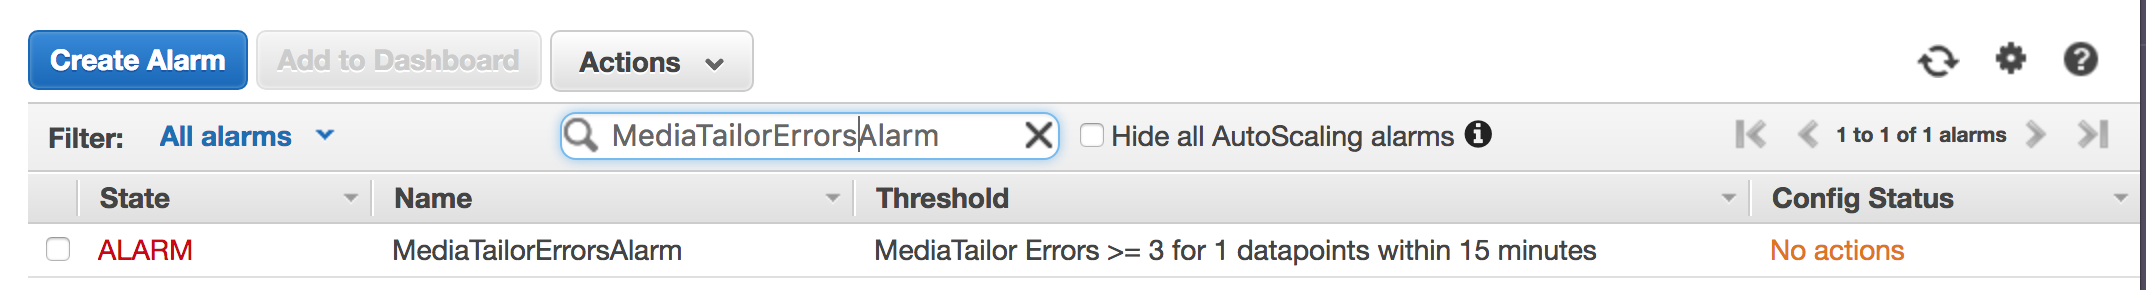 Create Alarm Add to Dashboard Actions
Filter: All alarms MediaTailorErrorsAlarm Hide all AutoScaling alarms 1 to 1 of 1 alarms
State Name Threshold Config Status
ALARM MediaTailorErrorsAlarm MediaTailor Errors >= 3 for 1 datapoints within 15 minutes No actions